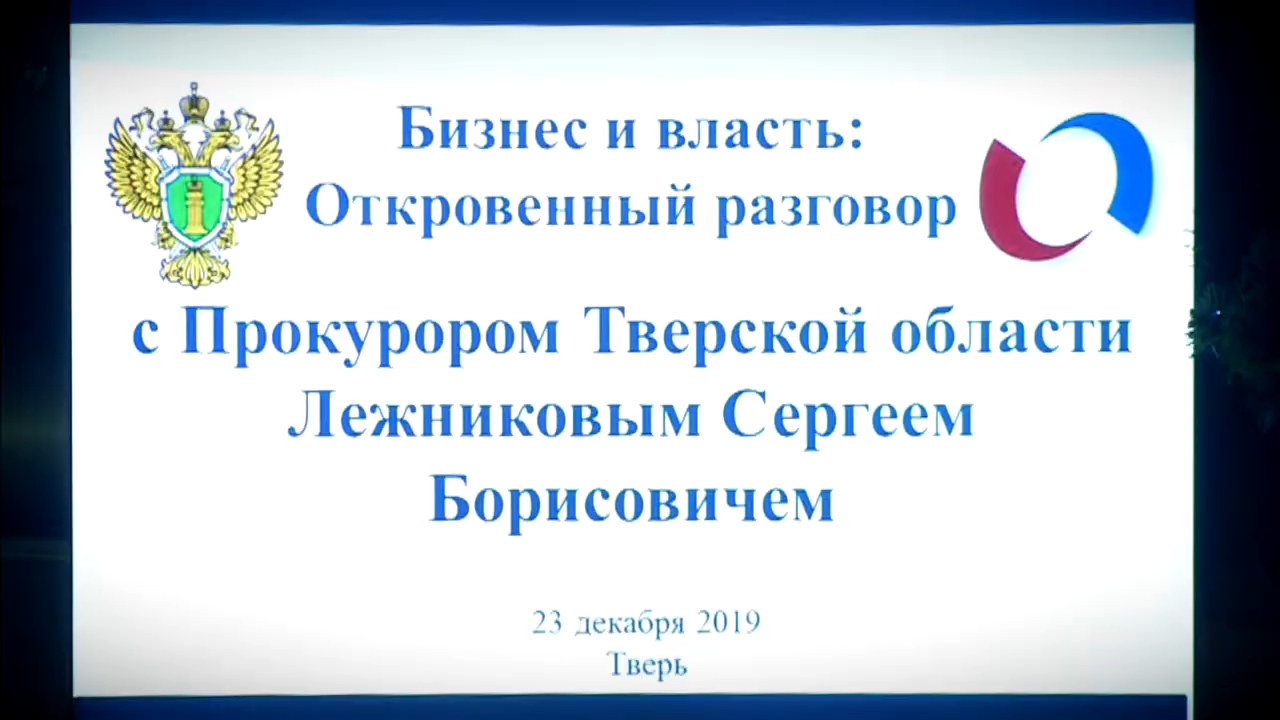 Бизнес и власть:
Откровенный разговор
с Прокурором Тверской области
Лежниковым Сергеем
Борисовичем
23 декабря 2019
Тверь